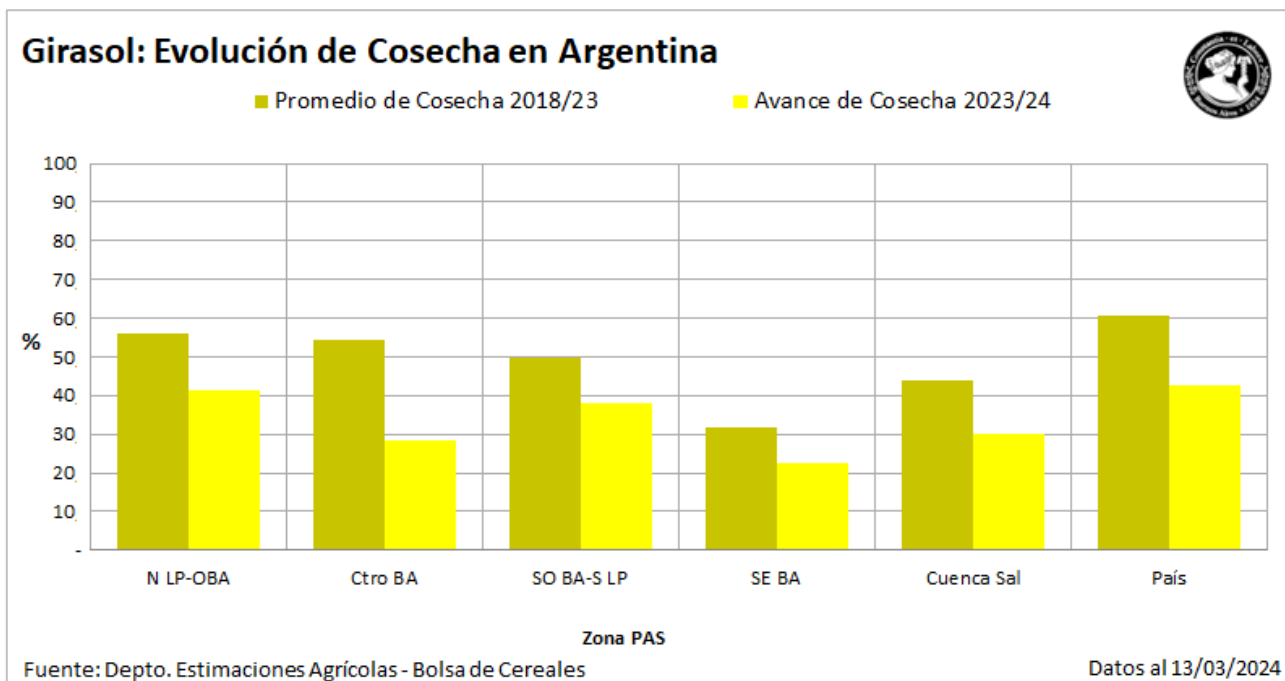 Girasol: Evolución de Cosecha en Argentina
Promedio de Cosecha 2018/23 Avance de Cosecha 2023/24
100
90
80
70
60
%
50
40
30
20
10
-
N LP-OBA Ctro BA SO BA-S LP SE BA Cuenca Sal País
Zona PAS
Fuente: Depto. Estimaciones Agrícolas - Bolsa de Cereales Datos al 13/03/2024